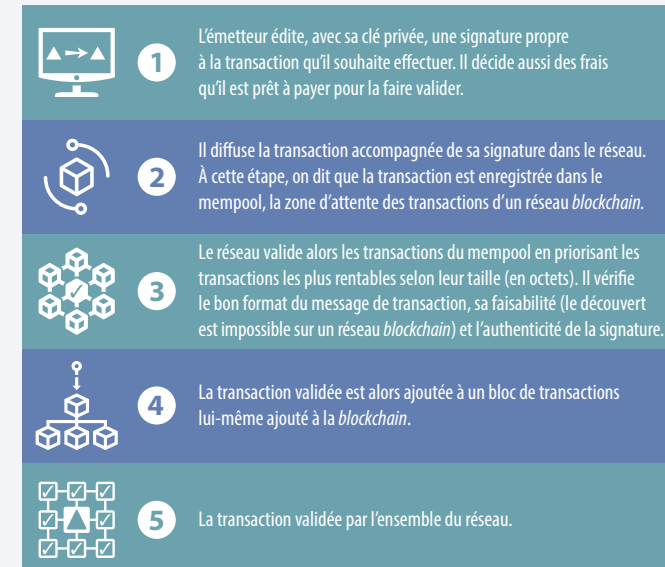 1
L’émetteur édite, avec sa clé privée, une signature propre
à la transaction qu’il souhaite effectuer. Il décide aussi des frais
qu’il est prêt à payer pour la faire valider.
2
Il diffuse la transaction accompagnée de sa signature dans le réseau.
À cette étape, on dit que la transaction est enregistrée dans le
mempool, la zone d’attente des transactions d’un réseau blockchain.
3
Le réseau valide alors les transactions du mempool en priorisant les
transactions les plus rentables selon leur taille (en octets). Il vérifie
le bon format du message de transaction, sa faisabilité (le découvert
est impossible sur un réseau blockchain) et l’authenticité de la signature.
4
La transaction validée est alors ajoutée à un bloc de transactions
lui-même ajouté à la blockchain.
5
La transaction validée par l’ensemble du réseau.